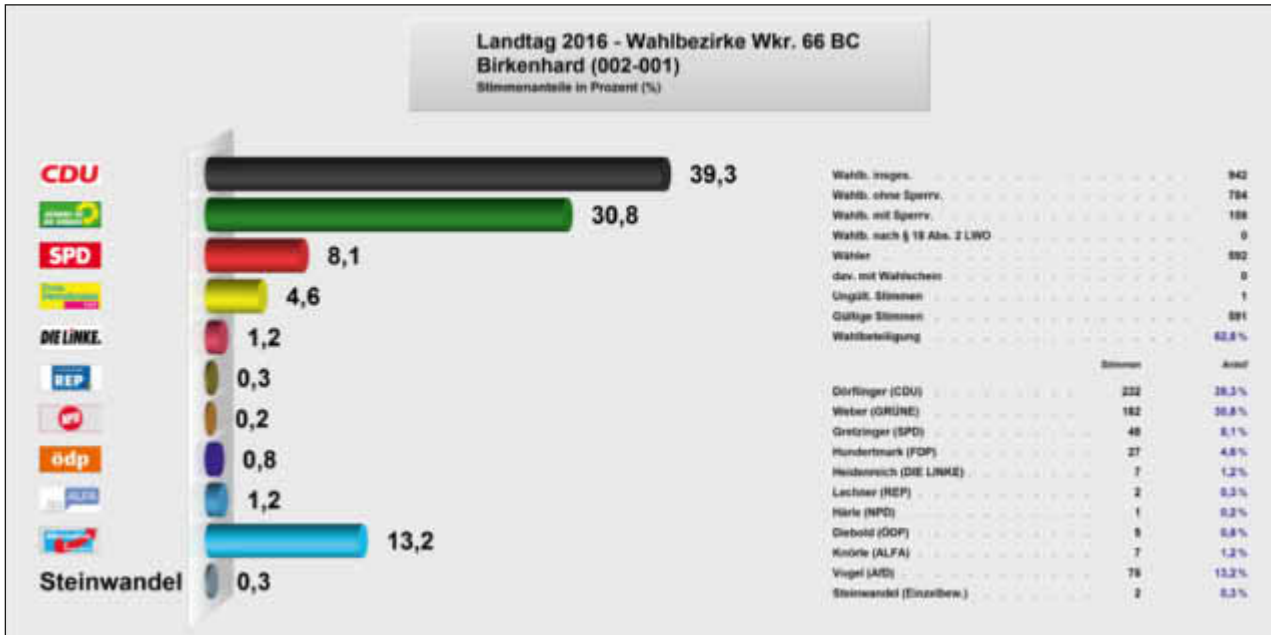 Landtag 2016 - Wahlbezirke Wkr. 66 BC
Birkenhard (002-001)
Stimmenanteile in Prozent (%)
CDU 39,3
30,8
SPD 8,1
4,6
DIE LINKE. 1,2
REP 0,3
NPD 0,2
ödp 0,8
ALFA 1,2
13,2
Steinwandel 0,3
Wahlb. insges. 942
Wahlb. ohne Sperrv. 784
Wahlb. mit Sperrv. 158
Wahlb. nach § 18 Abs. 2 LWO 0
Wähler 592
dav. mit Wahlschein 0
Ungült. Stimmen 1
Gültige Stimmen 591
Wahlbeteiligung 62,8 %
Stimmen Anteil
Dörflinger (CDU) 232 39,3 %
Weber (GRÜNE) 182 30,8 %
Gretzinger (SPD) 48 8,1 %
Hundertmark (FDP) 27 4,6 %
Heidenreich (DIE LINKE) 7 1,2 %
Lechner (REP) 2 0,3 %
Härle (NPD) 1 0,2 %
Diebold (ÖDP) 5 0,8 %
Knörle (ALFA) 7 1,2 %
Vogel (AfD) 78 13,2 %
Steinwandel (Einzelbew.) 2 0,3 %